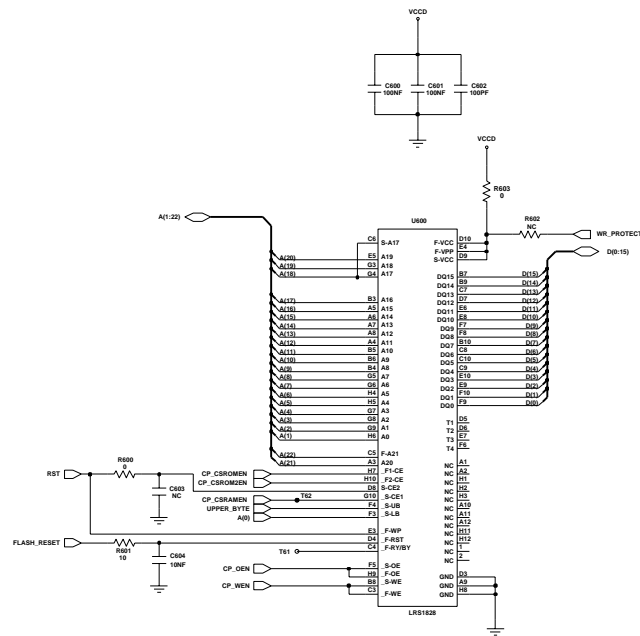 VCCD
C600
100NF
C601
100NF
C602
100PF
VCCD
R603
0
A(1:22)
U600
R602
NC
WR_PROTECT
D(0:15)
C6 S-A17
F-VCC D10
F-VPP E4
S-VCC D9
A(20) E5 A19
A(19) G3 A18
A(18) G4 A17
DQ15 B7 D(15)
DQ14 B9 D(14)
DQ13 C7 D(13)
DQ12 D7 D(12)
DQ11 E6 D(11)
DQ10 E8 D(10)
DQ9 F7 D(9)
DQ8 F8 D(8)
DQ7 B10 D(7)
DQ6 C8 D(6)
DQ5 C10 D(5)
DQ4 C9 D(4)
DQ3 E10 D(3)
DQ2 E9 D(2)
DQ1 F10 D(1)
DQ0 F9 D(0)
A(17) B3 A16
A(16) A5 A15
A(15) A6 A14
A(14) A7 A13
A(13) A8 A12
A(12) A4 A11
A(11) B5 A10
A(10) B6 A9
A(9) B4 A8
A(8) G5 A7
A(7) G6 A6
A(6) H4 A5
A(5) H5 A4
A(4) G7 A3
A(3) G8 A2
A(2) G9 A1
A(1) H6 A0
T1 D5
T2 D6
T3 E7
T4 F6
A(22) C5 F-A21
A(21) A3 A20
NC A1
NC A2
NC H1
NC H2
NC H3
NC A10
NC A11
NC A12
NC H11
NC H12
NC 1
NC 2
RST
R600
0
C603
NC
CP_CSROMEN H7 _F1-CE
CP_CSROM2EN H10 _F2-CE
D8 S-CE2
CP_CSRAMEN T62 G10 _S-CE1
UPPER_BYTE F4 _S-UB
A(0) F3 _S-LB
E3 _F-WP
FLASH_RESET
R601
10
D4 _F-RST
C604
10NF
T61 C4 _F-RY/BY
CP_OEN F5 _S-OE
H9 _F-OE
CP_WEN B8 _S-WE
C3 _F-WE
GND D3
GND A9
GND H8
LRS1828